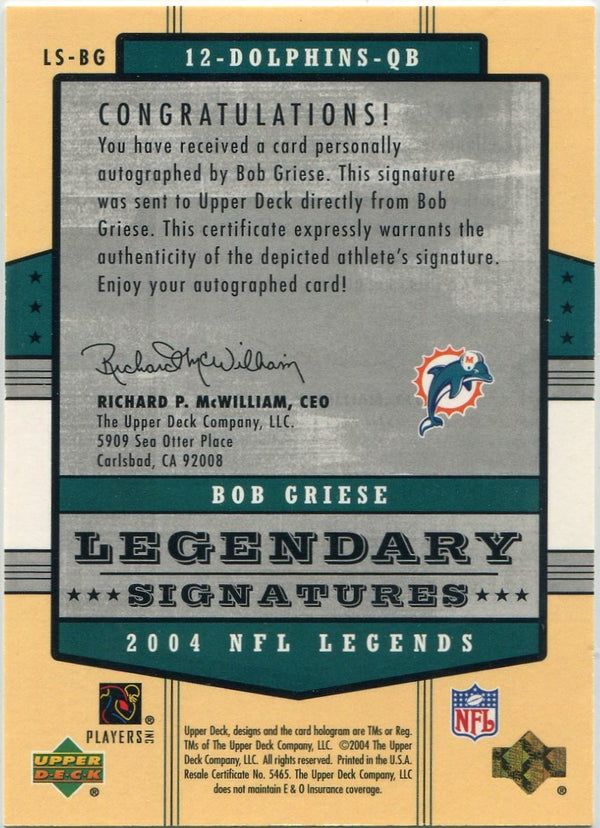 LS-BG
12-DOLPHINS-QB
CONGRATULATIONS!
You have received a card personally
autographed by Bob Griese. This signature
was sent to Upper Deck directly from Bob
Griese. This certificate expressly warrants the
authenticity of the depicted athlete's signature.
Enjoy your autographed card!
Richard McWilliam
RICHARD P. McWILLIAM, CEO
The Upper Deck Company, LLC.
5909 Sea Otter Place
Carlsbad, CA 92008
M
BOB GRIESE
LEGENDARY
★★★SIGNATURES★★★
2004 NFL LEGENDS
PLAYERS INC ®
UPPER
D·E·C·K ®
Upper Deck, designs and the card hologram are TMs or Reg.
TMs of The Upper Deck Company, LLC. ©2004 The Upper
Deck Company, LLC. All rights reserved. Printed in the U.S.A.
Resale Certificate No. 5465. The Upper Deck Company, LLC
does not maintain E & O Insurance coverage.
NFL
®